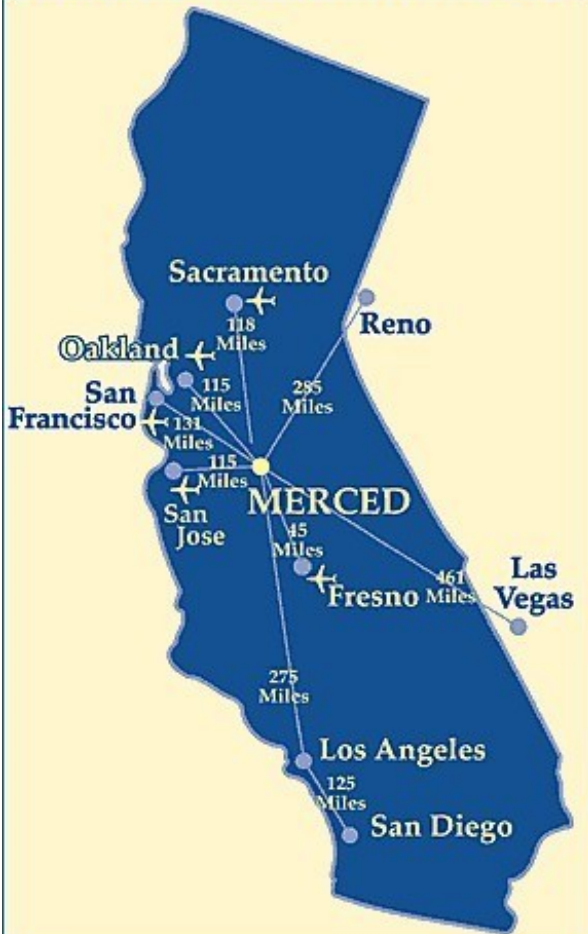 Sacramento
118
Miles
Reno
Oakland
115
Miles
285
Miles
San
Francisco
131
Miles
115
Miles
MERCED
San
Jose
45
Miles
Fresno
461
Miles
Las
Vegas
275
Miles
Los Angeles
125
Miles
San Diego